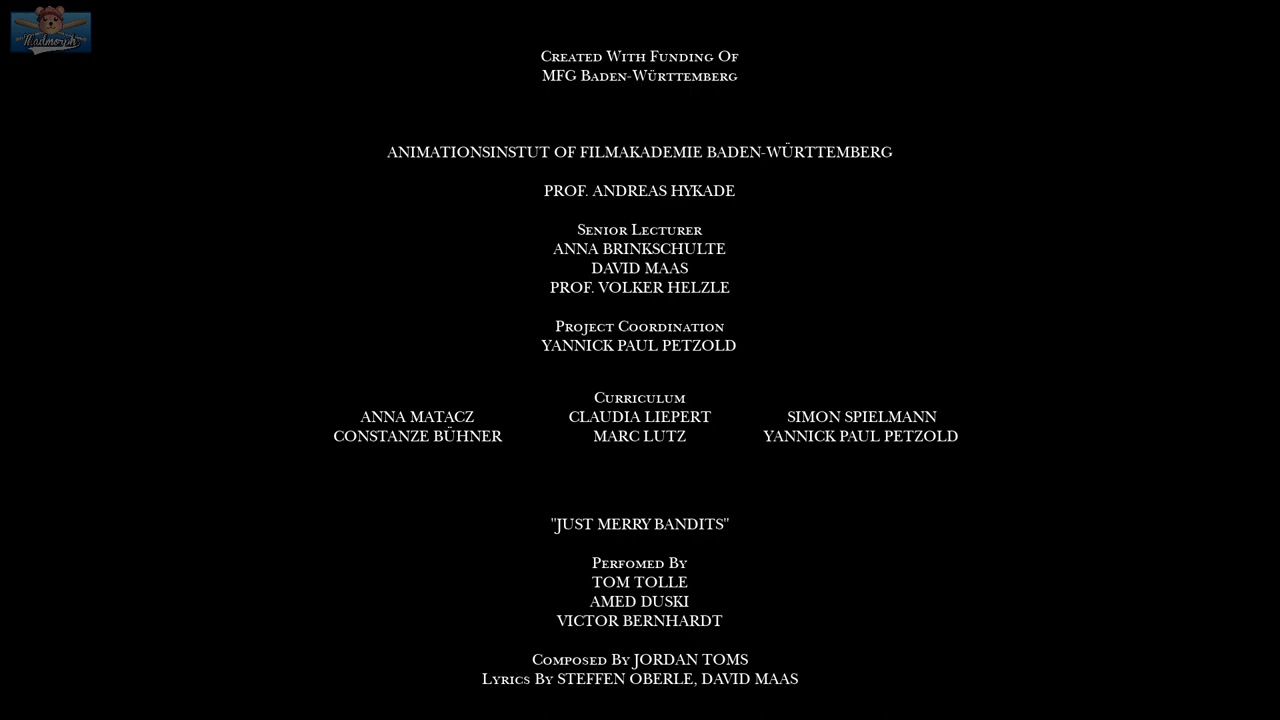 Madmorph
Created With Funding Of
MFG Baden-Württemberg
ANIMATIONSINSTUT OF FILMAKADEMIE BADEN-WÜRTTEMBERG
PROF. ANDREAS HYKADE
Senior Lecturer
ANNA BRINKSCHULTE
DAVID MAAS
PROF. VOLKER HELZLE
Project Coordination
YANNICK PAUL PETZOLD
Curriculum
ANNA MATACZ CLAUDIA LIEPERT SIMON SPIELMANN
CONSTANZE BÜHNER MARC LUTZ YANNICK PAUL PETZOLD
"JUST MERRY BANDITS"
Perfomed By
TOM TOLLE
AMED DUSKI
VICTOR BERNHARDT
Composed By JORDAN TOMS
Lyrics By STEFFEN OBERLE, DAVID MAAS